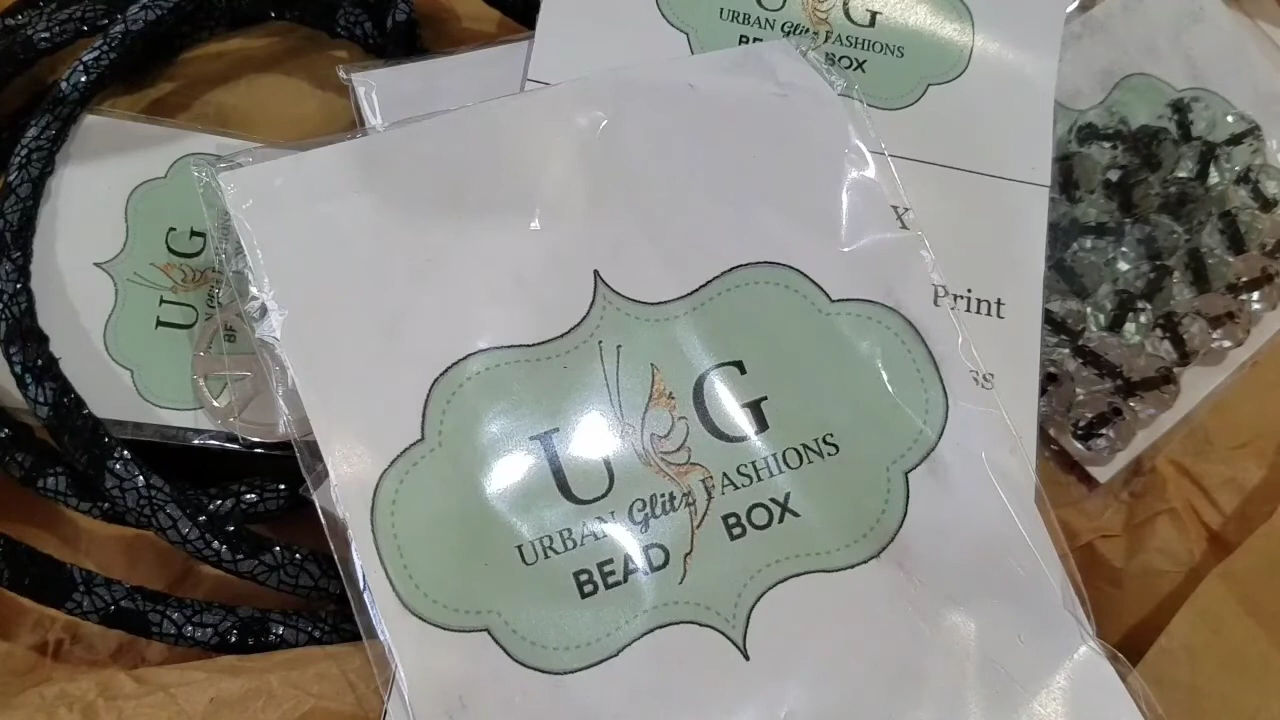 U G
URBAN Glitz FASHIONS
BOX
X
Print
U G
URBAN Glitz FASHIONS
BEAD BOX
U G